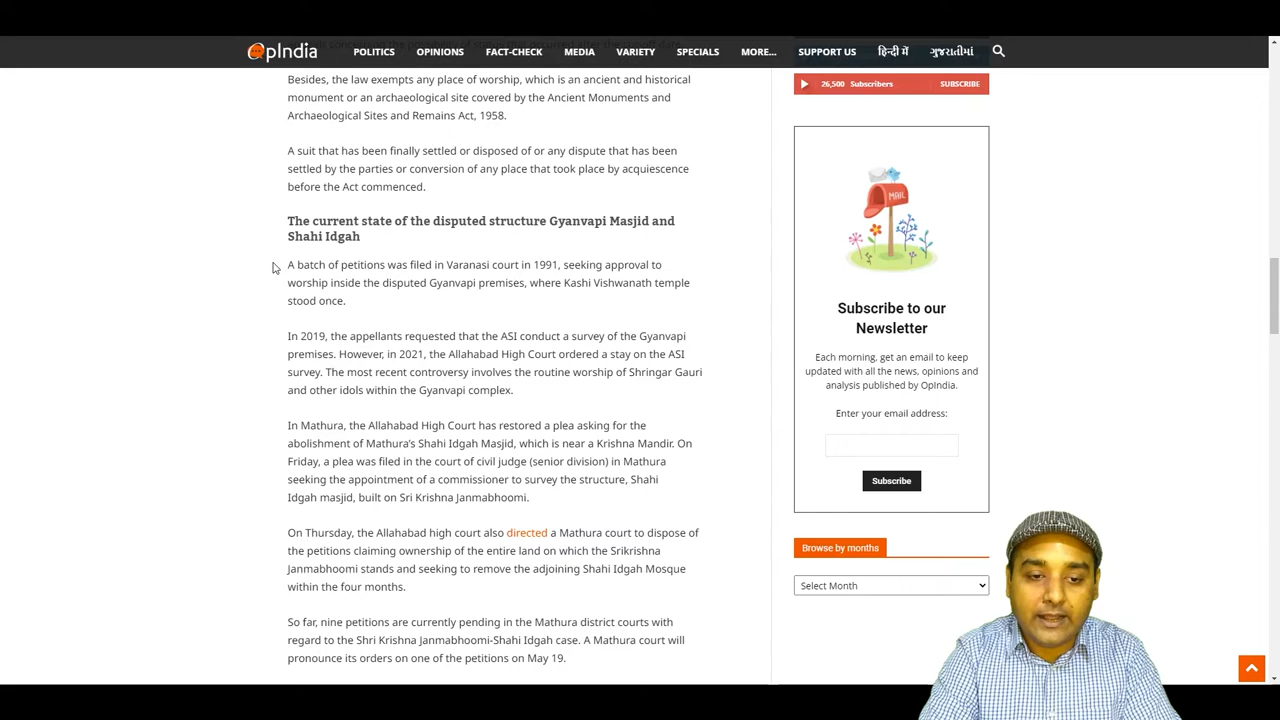 OpIndia
POLITICS OPINIONS FACT-CHECK MEDIA VARIETY SPECIALS MORE... SUPPORT US हिन्दी में ગુજરાતીમાં
Besides, the law exempts any place of worship, which is an ancient and historical
monument or an archaeological site covered by the Ancient Monuments and
Archaeological Sites and Remains Act, 1958.
A suit that has been finally settled or disposed of or any dispute that has been
settled by the parties or conversion of any place that took place by acquiescence
before the Act commenced.
The current state of the disputed structure Gyanvapi Masjid and
Shahi Idgah
A batch of petitions was filed in Varanasi court in 1991, seeking approval to
worship inside the disputed Gyanvapi premises, where Kashi Vishwanath temple
stood once.
In 2019, the appellants requested that the ASI conduct a survey of the Gyanvapi
premises. However, in 2021, the Allahabad High Court ordered a stay on the ASI
survey. The most recent controversy involves the routine worship of Shringar Gauri
and other idols within the Gyanvapi complex.
In Mathura, the Allahabad High Court has restored a plea asking for the
abolishment of Mathura's Shahi Idgah Masjid, which is near a Krishna Mandir. On
Friday, a plea was filed in the court of civil judge (senior division) in Mathura
seeking the appointment of a commissioner to survey the structure, Shahi
Idgah masjid, built on Sri Krishna Janmabhoomi.
On Thursday, the Allahabad high court also directed a Mathura court to dispose of
the petitions claiming ownership of the entire land on which the Srikrishna
Janmabhoomi stands and seeking to remove the adjoining Shahi Idgah Mosque
within the four months.
So far, nine petitions are currently pending in the Mathura district courts with
regard to the Shri Krishna Janmabhoomi-Shahi Idgah case. A Mathura court will
pronounce its orders on one of the petitions on May 19.
26,500 Subscribers SUBSCRIBE
MAIL
Subscribe to our
Newsletter
Each morning, get an email to keep
updated with all the news, opinions and
analysis published by OpIndia.
Enter your email address:
Subscribe
Browse by months
Select Month